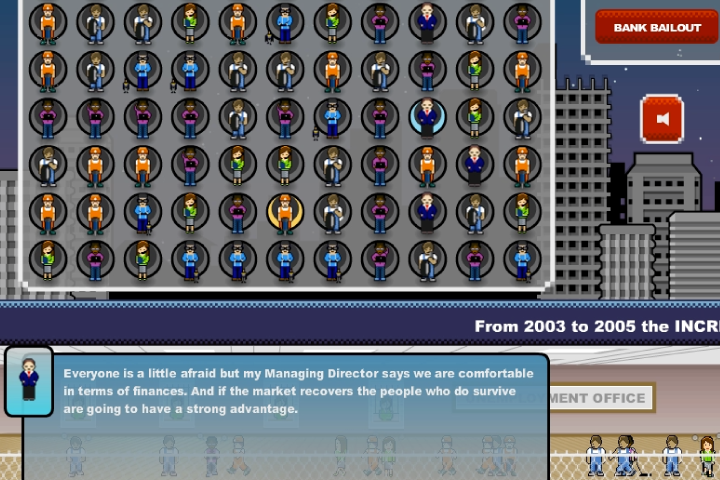 BANK BAILOUT
From 2003 to 2005 the INCR
Everyone is a little afraid but my Managing Director says we are comfortable
in terms of finances. And if the market recovers the people who do survive
are going to have a strong advantage.
MENT OFFICE